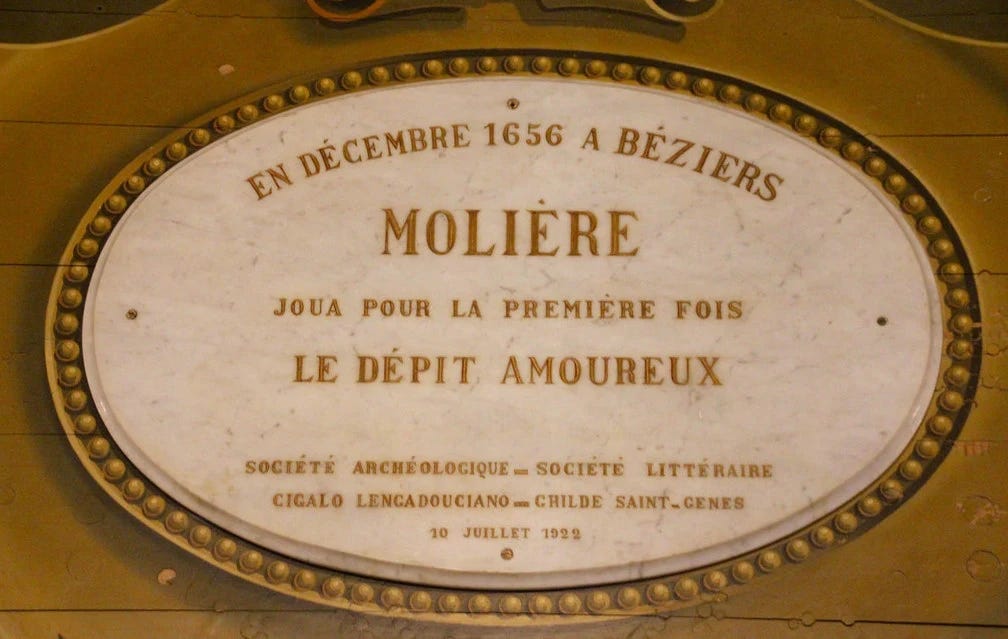 EN DÉCEMBRE 1656 A BÉZIERS
MOLIÈRE
JOUA POUR LA PREMIÈRE FOIS
LE DÉPIT AMOUREUX
SOCIÉTÉ ARCHÉOLOGIQUE - SOCIÉTÉ LITTÉRAIRE
CIGALO LENGADOUCIANO - GHILDE SAINT-GENES
10 JUILLET 1922